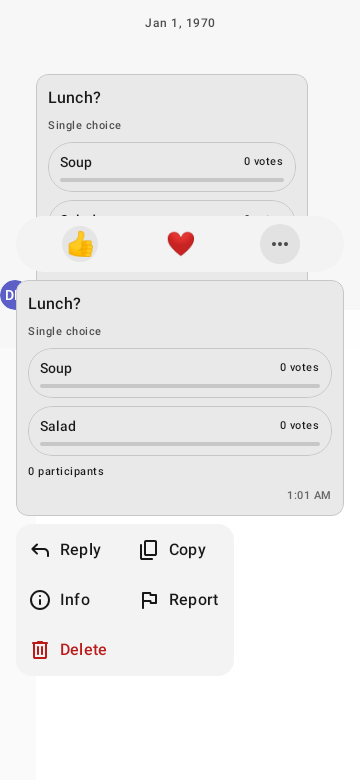 Jan 1, 1970
Lunch?
Single choice
Soup
0 votes
Lunch?
Single choice
Soup
0 votes
Salad
0 votes
0 participants
1:01 AM
Reply
Copy
Info
Report
Delete